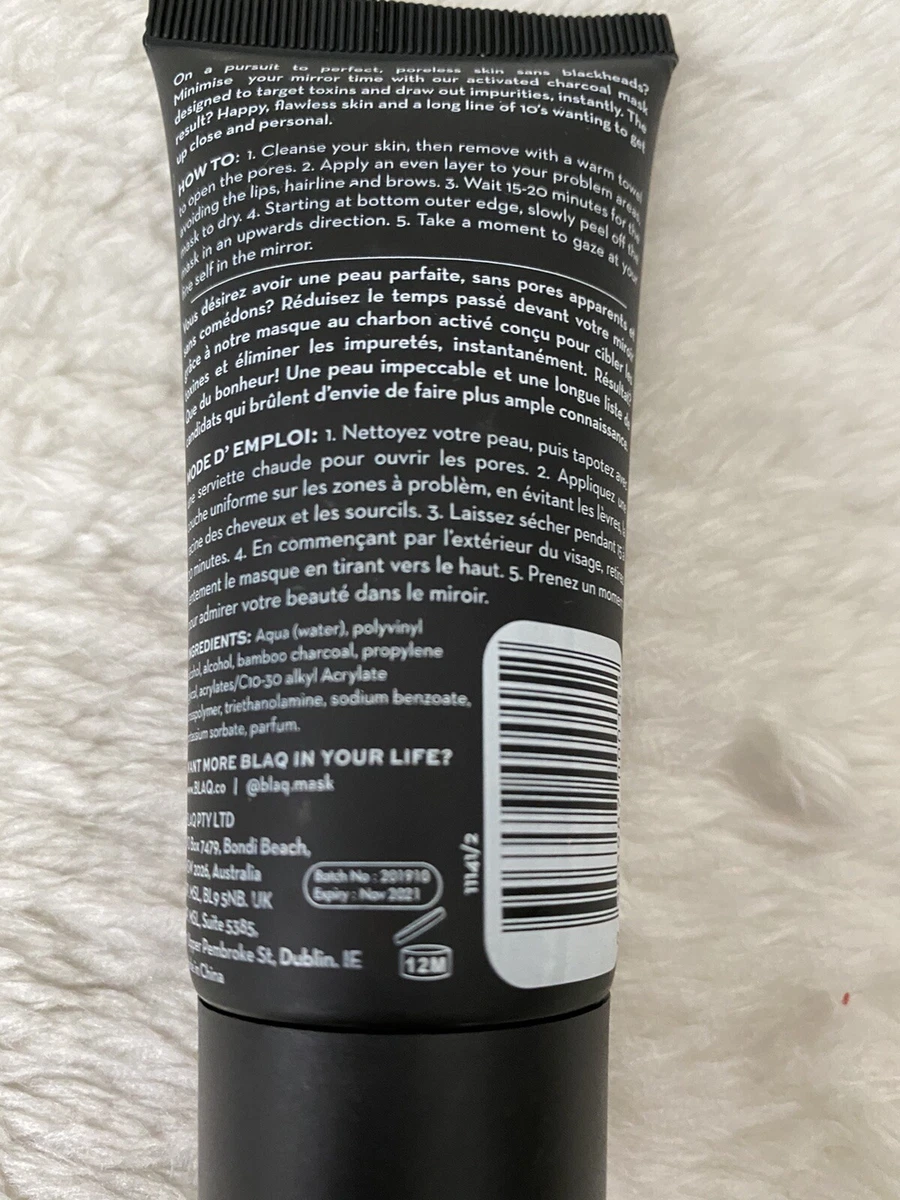 On a pursuit to perfect, poreless skin sans blackheads?
Minimise your mirror time with our activated charcoal mask
designed to target toxins and draw out impurities, instantly. The
result? Happy, flawless skin and a long line of 10's wanting to get
up close and personal.
HOW TO: 1. Cleanse your skin, then remove with a warm towel
to open the pores. 2. Apply an even layer to your problem areas
avoiding the lips, hairline and brows. 3. Wait 15-20 minutes for the
mask to dry. 4. Starting at bottom outer edge, slowly peel off the
mask in an upwards direction. 5. Take a moment to gaze at your
fine self in the mirror.
Vous désirez avoir une peau parfaite, sans pores apparents et
sans comédons? Réduisez le temps passé devant votre miroir
grâce à notre masque au charbon activé conçu pour cibler les
toxines et éliminer les impuretés, instantanément. Résultat?
Que du bonheur! Une peau impeccable et une longue liste de
candidats qui brûlent d'envie de faire plus ample connaissance.
MODE D' EMPLOI: 1. Nettoyez votre peau, puis tapotez avec
une serviette chaude pour ouvrir les pores. 2. Appliquez une
couche uniforme sur les zones à problèm, en évitant les lèvres, la
racine des cheveux et les sourcils. 3. Laissez sécher pendant 15 à
20 minutes. 4. En commençant par l'extérieur du visage, retirez
lentement le masque en tirant vers le haut. 5. Prenez un moment
pour admirer votre beauté dans le miroir.
INGREDIENTS: Aqua (water), polyvinyl
alcohol, alcohol, bamboo charcoal, propylene
glycol, acrylates/C10-30 alkyl Acrylate
crosspolymer, triethanolamine, sodium benzoate,
potassium sorbate, parfum.
WANT MORE BLAQ IN YOUR LIFE?
www.BLAQ.co | @blaq.mask
BLAQ PTY LTD
PO Box 7479, Bondi Beach,
NSW 2026, Australia
MSL, BL9 5NB. UK
MSL, Suite 5385,
Upper Pembroke St, Dublin. IE
Made in China
Batch No : 201910
Expiry : Nov 2021
12M
1141/2